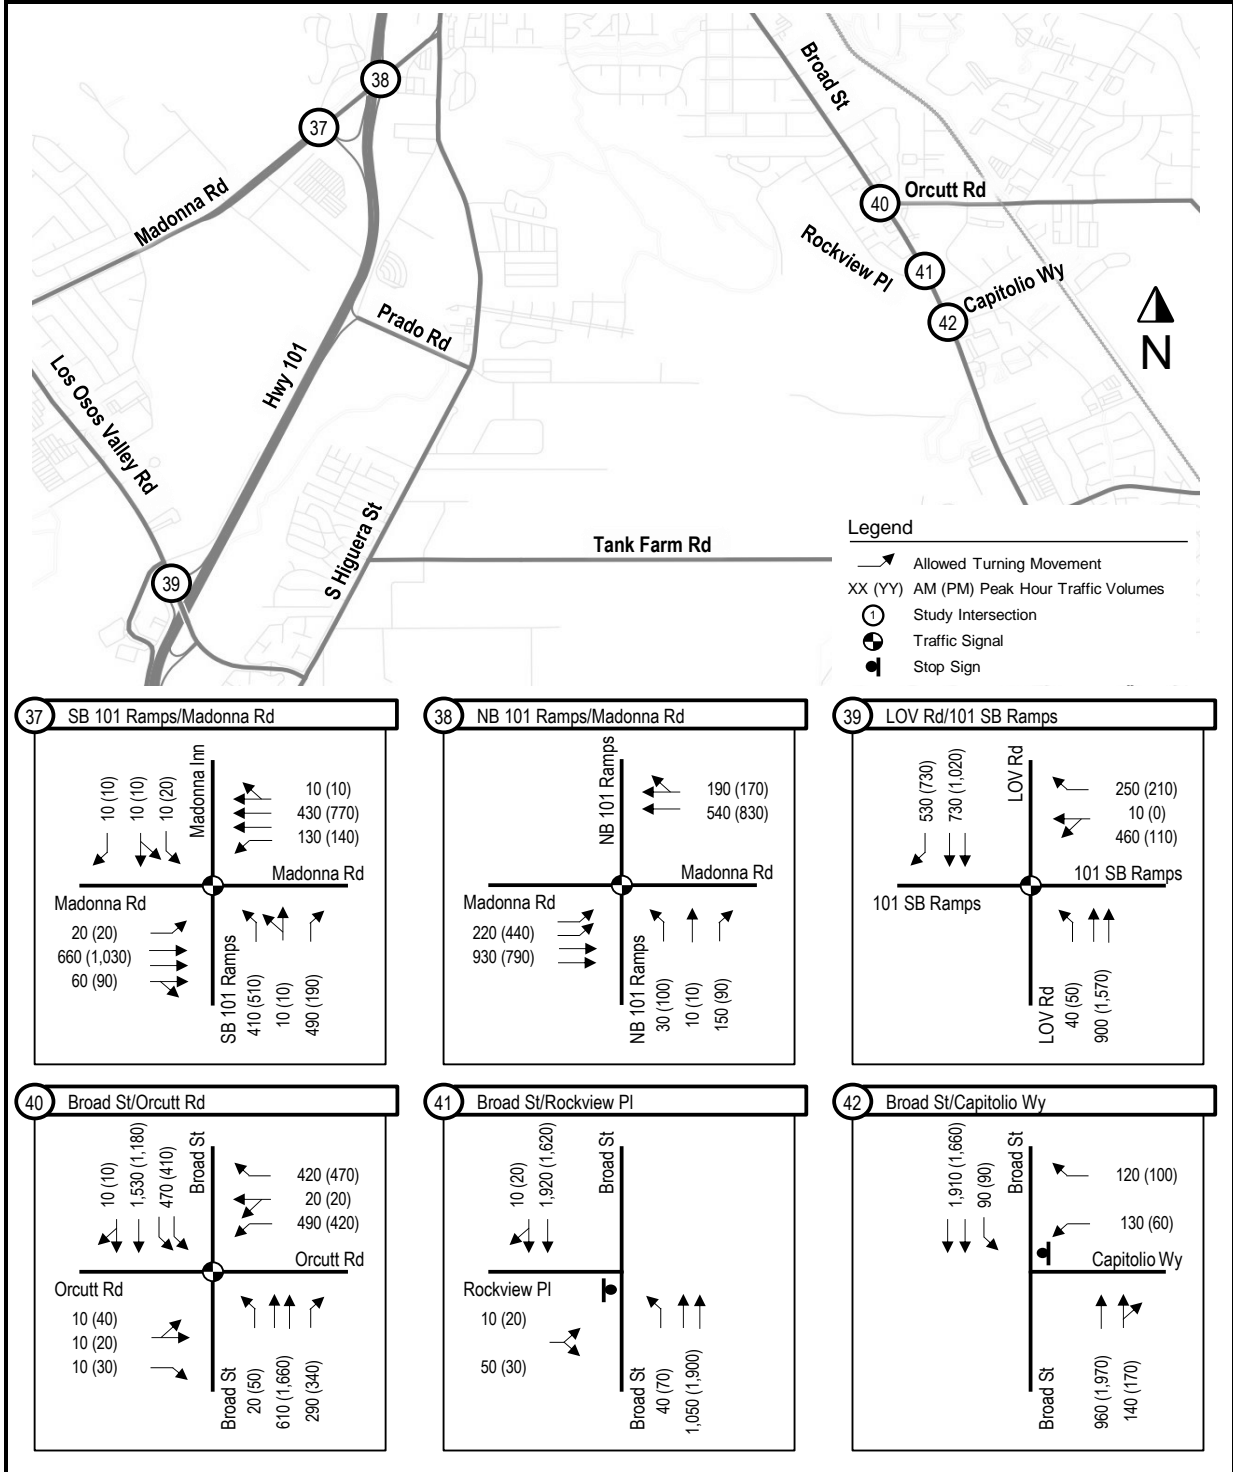 38
37
Broad St
Madonna Rd
40
Orcutt Rd
Rockview Pl
41
Capitolio Wy
42
N
Prado Rd
Hwy 101
Los Osos Valley Rd
S Higuera St
Tank Farm Rd
39
Legend
Allowed Turning Movement
XX (YY) AM (PM) Peak Hour Traffic Volumes
1 Study Intersection
Traffic Signal
Stop Sign
37 SB 101 Ramps/Madonna Rd
10 (10)
10 (10)
10 (20)
Madonna Inn
10 (10)
430 (770)
130 (140)
Madonna Rd
Madonna Rd
20 (20)
660 (1,030)
60 (90)
SB 101 Ramps
410 (510)
10 (10)
490 (190)
38 NB 101 Ramps/Madonna Rd
NB 101 Ramps
190 (170)
540 (830)
Madonna Rd
Madonna Rd
220 (440)
930 (790)
NB 101 Ramps
30 (100)
10 (10)
150 (90)
39 LOV Rd/101 SB Ramps
530 (730)
730 (1,020)
LOV Rd
250 (210)
10 (0)
460 (110)
101 SB Ramps
101 SB Ramps
LOV Rd
40 (50)
900 (1,570)
40 Broad St/Orcutt Rd
10 (10)
1,530 (1,180)
470 (410)
Broad St
420 (470)
20 (20)
490 (420)
Orcutt Rd
Orcutt Rd
10 (40)
10 (20)
10 (30)
Broad St
20 (50)
610 (1,660)
290 (340)
41 Broad St/Rockview Pl
10 (20)
1,920 (1,620)
Broad St
Rockview Pl
10 (20)
50 (30)
Broad St
40 (70)
1,050 (1,900)
42 Broad St/Capitolio Wy
1,910 (1,660)
90 (90)
Broad St
120 (100)
130 (60)
Capitolio Wy
Broad St
960 (1,970)
140 (170)